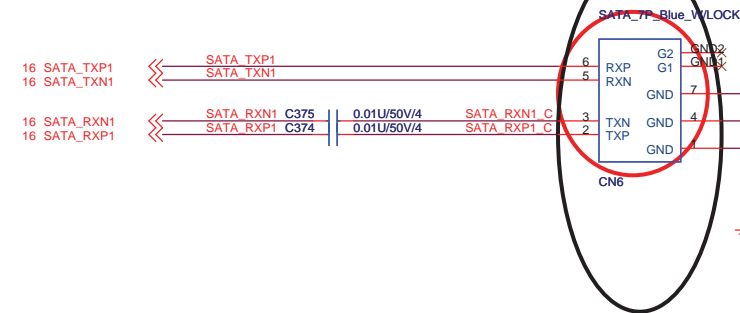 SATA_7P_Blue_W/LOCK
GND2
G2
16 SATA_TXP1 SATA_TXP1 6 RXP G1 GND1
16 SATA_TXN1 SATA_TXN1 5 RXN
GND 7
16 SATA_RXN1 SATA_RXN1 C375 0.01U/50V/4 SATA_RXN1_C 3 TXN GND 4
16 SATA_RXP1 SATA_RXP1 C374 0.01U/50V/4 SATA_RXP1_C 2 TXP
GND 1
CN6